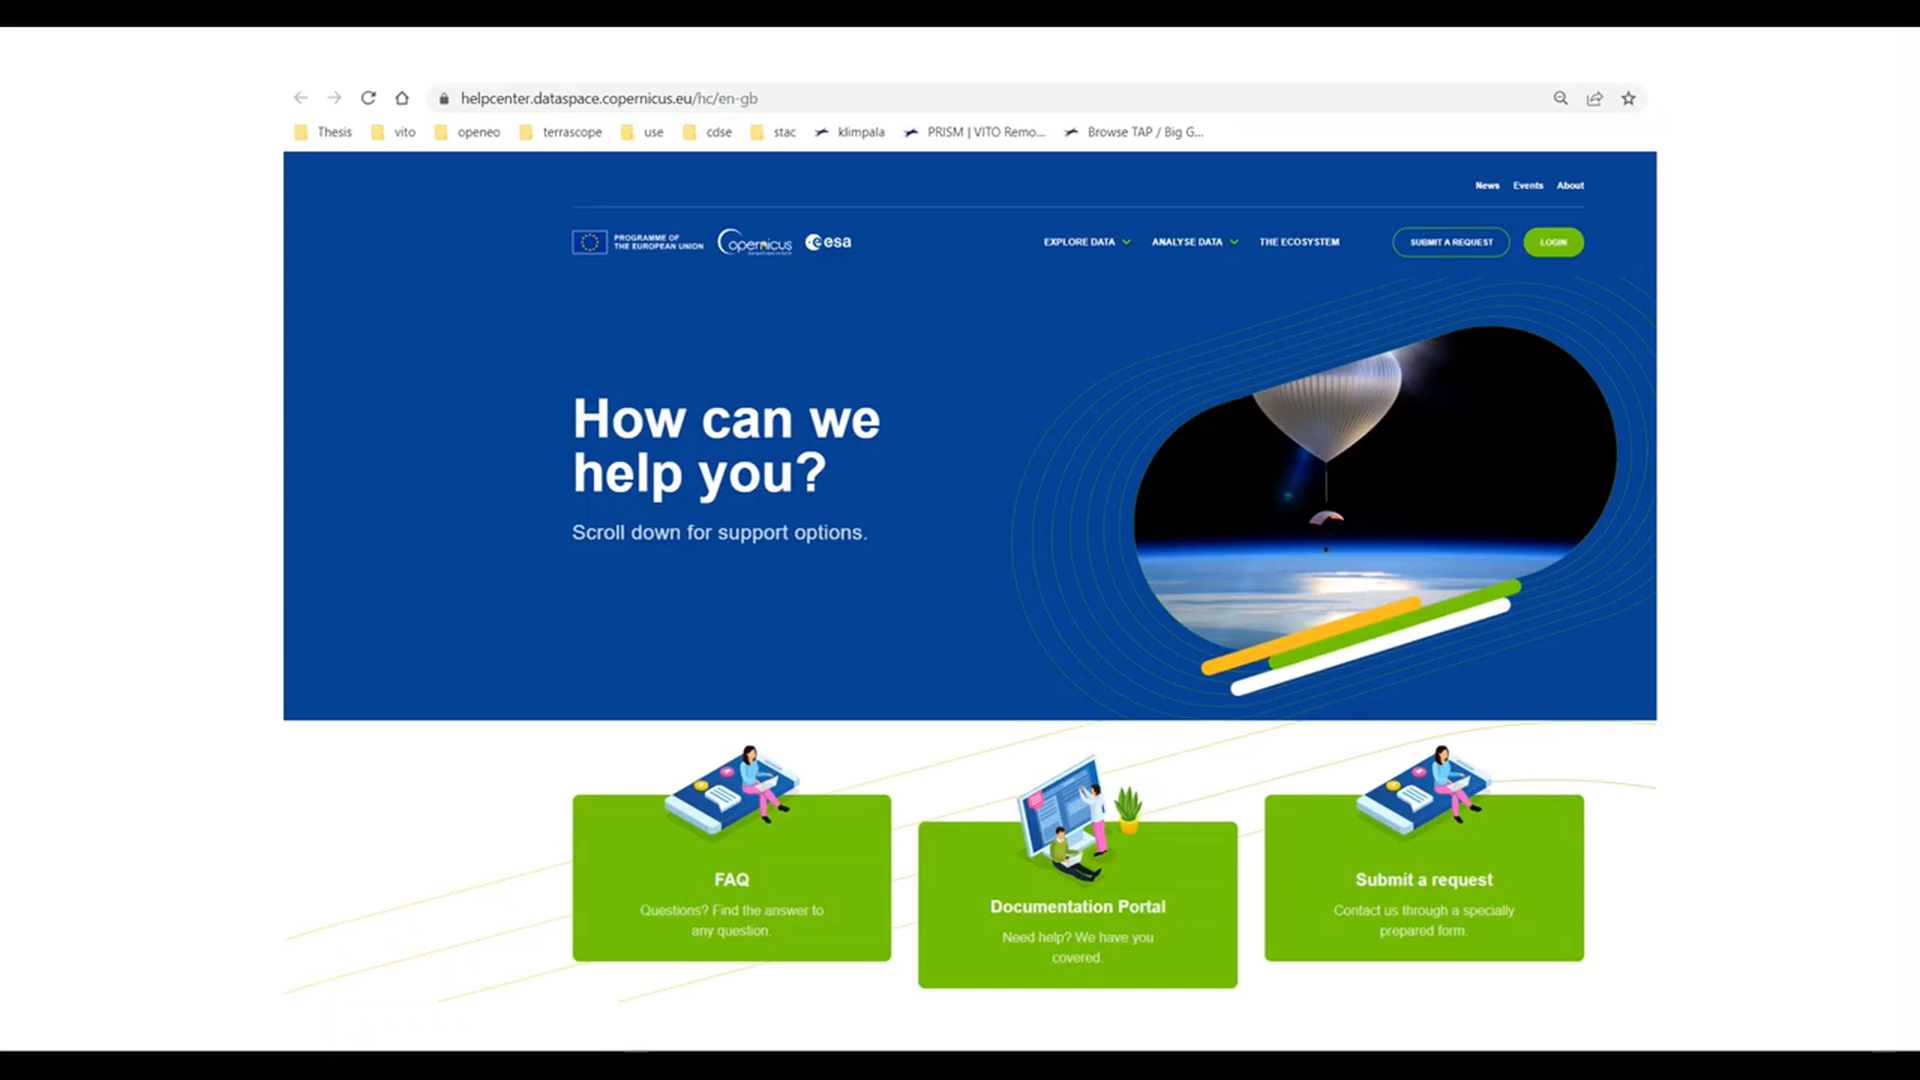 helpcenter.dataspace.copernicus.eu/hc/en-gb
Thesis vito openeo terrascope use cdse stac klimpala PRISM | VITO Remo... Browse TAP / Big G...
News Events About
PROGRAMME OF
THE EUROPEAN UNION
opernicus
esa
EXPLORE DATA ANALYSE DATA THE ECOSYSTEM SUBMIT A REQUEST LOGIN
How can we
help you?
Scroll down for support options.
FAQ
Questions? Find the answer to
any question.
Documentation Portal
Need help? We have you
covered.
Submit a request
Contact us through a specially
prepared form.